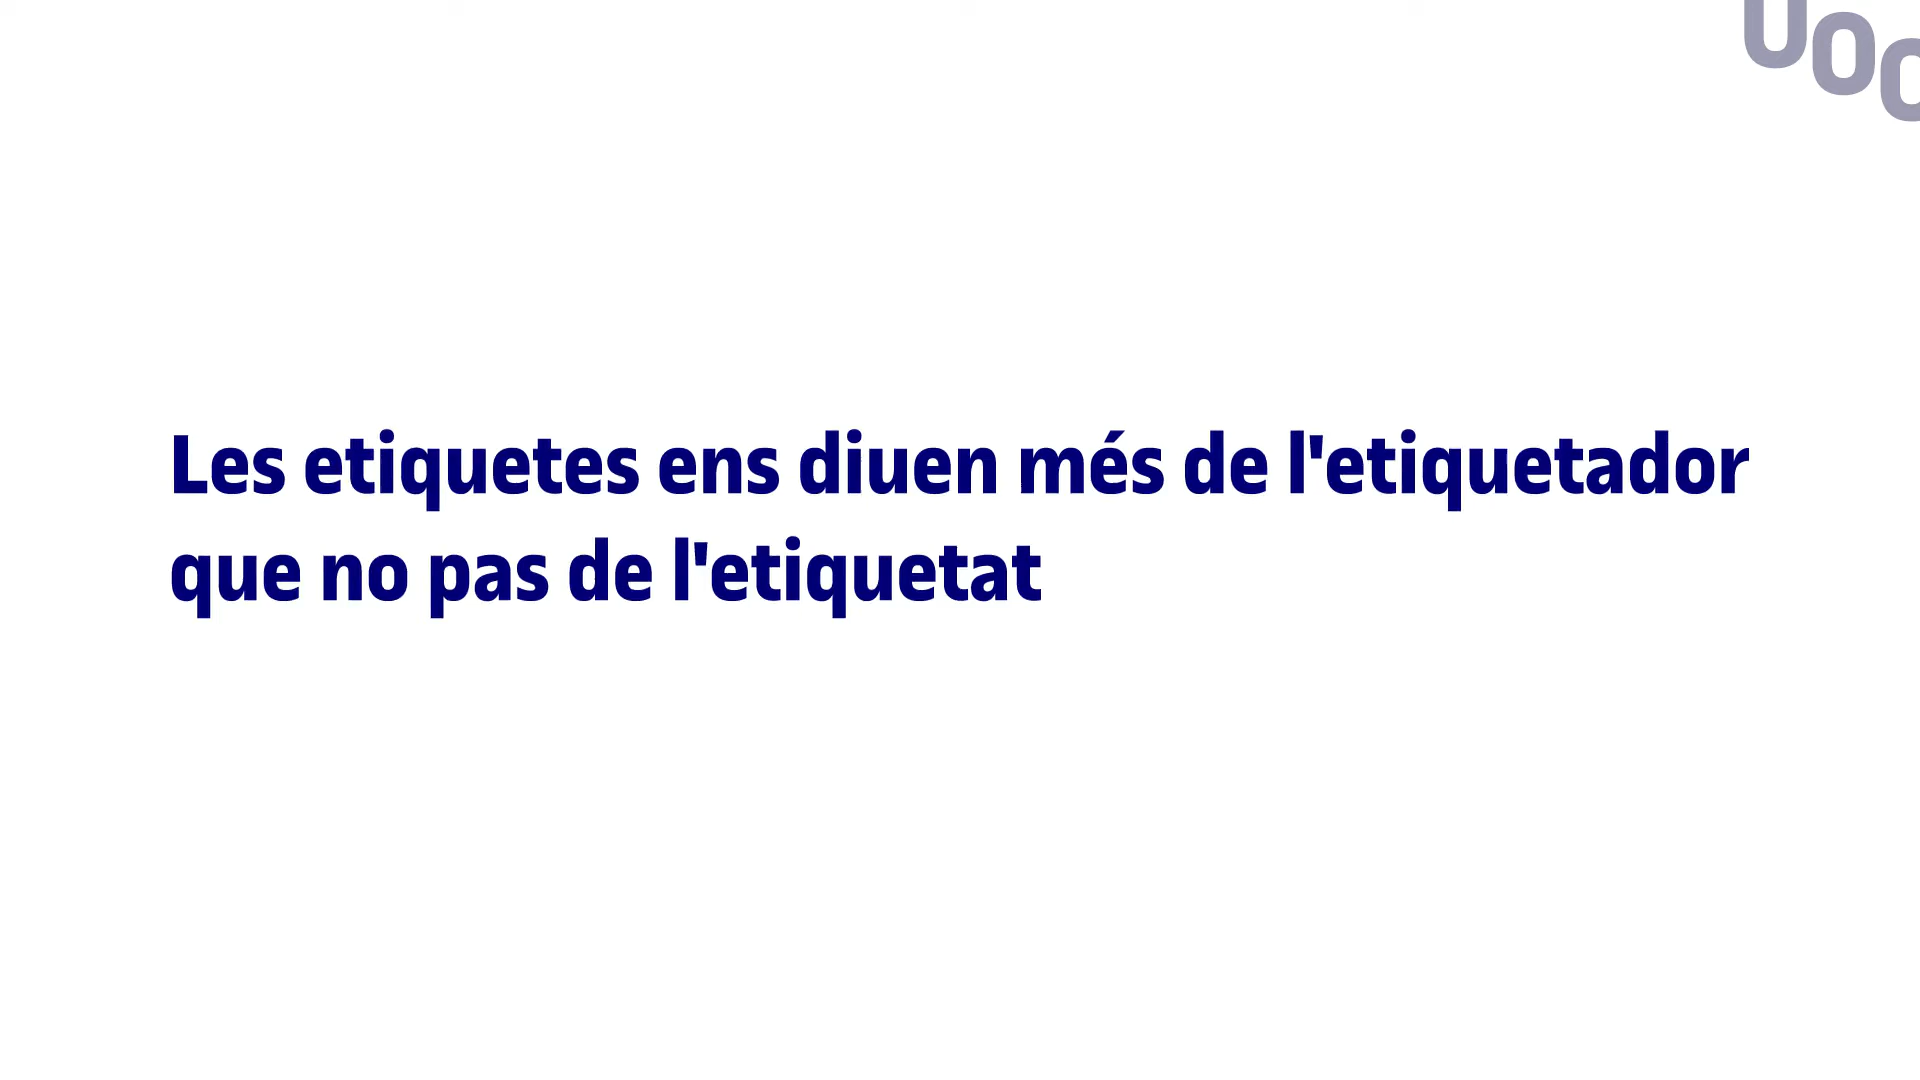 UOC
Les etiquetes ens diuen més de l'etiquetador
que no pas de l'etiquetat